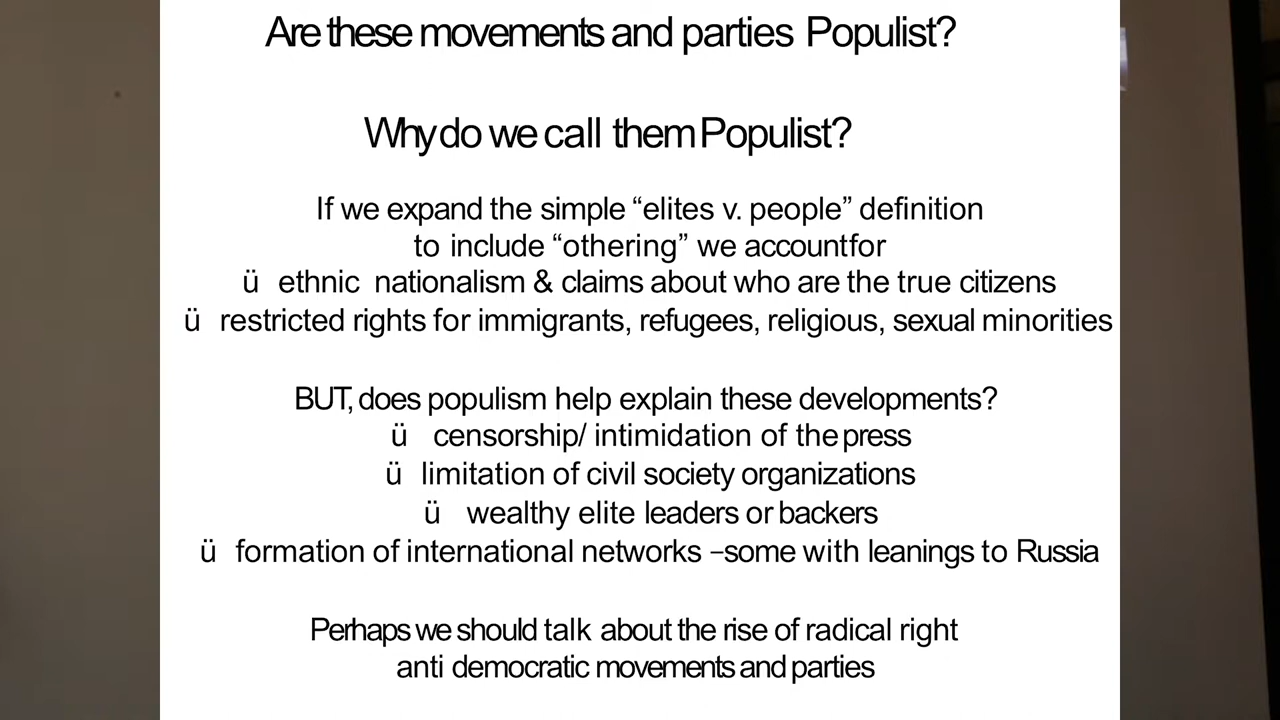 Are these movements and parties Populist?
Why do we call them Populist?
If we expand the simple “elites v. people” definition
to include “othering” we account for
ü ethnic nationalism & claims about who are the true citizens
ü restricted rights for immigrants, refugees, religious, sexual minorities
BUT, does populism help explain these developments?
ü censorship/ intimidation of the press
ü limitation of civil society organizations
ü wealthy elite leaders or backers
ü formation of international networks –some with leanings to Russia
Perhaps we should talk about the rise of radical right
anti democratic movements and parties